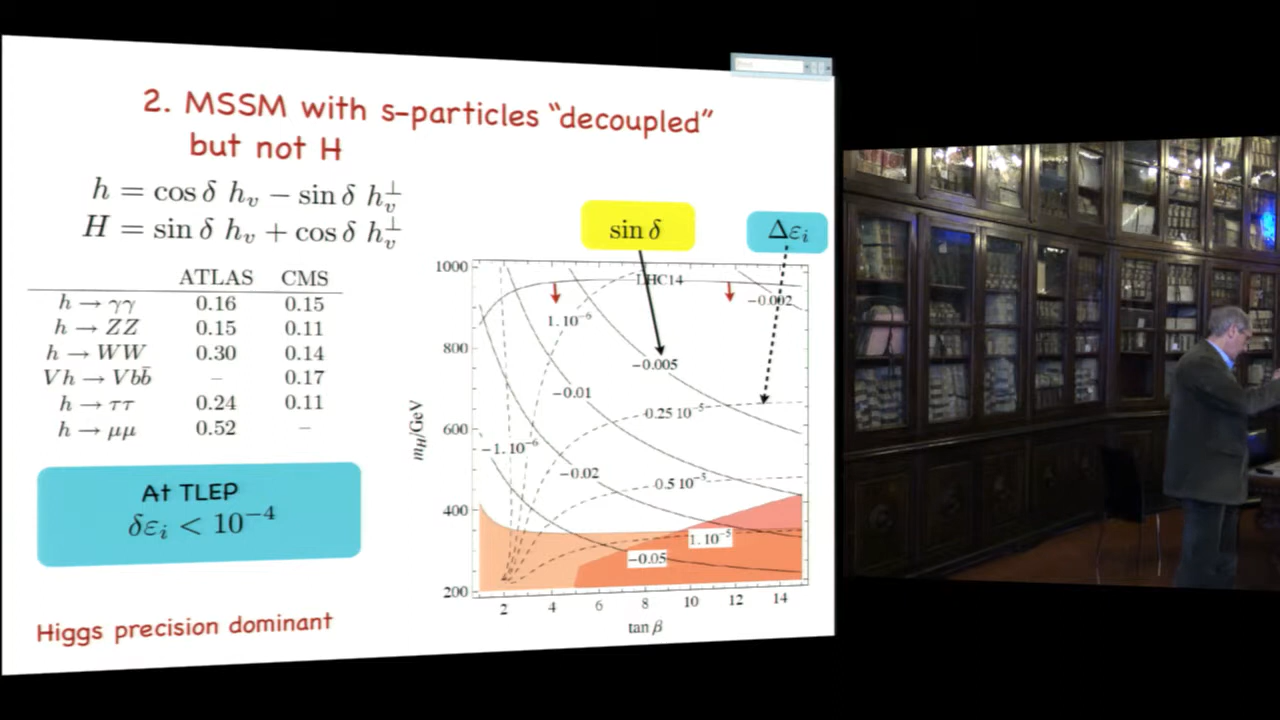 2. MSSM with s-particles “decoupled”
but not H
h = cos δ h_v − sin δ h_v^⊥
H = sin δ h_v + cos δ h_v^⊥
ATLAS CMS
h → γγ 0.16 0.15
h → ZZ 0.15 0.11
h → WW 0.30 0.14
Vh → Vbb̄ – 0.17
h → ττ 0.24 0.11
h → μμ 0.52 –
At TLEP
δε_i < 10^{−4}
Higgs precision dominant
sin δ
Δε_i
1000
800
600
400
200
m_H/GeV
LHC14
−0.002
1. 10^{−6}
−0.005
−0.01
0.25 10^{−5}
−1. 10^{−6}
−0.02
0.5 10^{−5}
1. 10^{−5}
−0.05
2 4 6 8 10 12 14
tan β